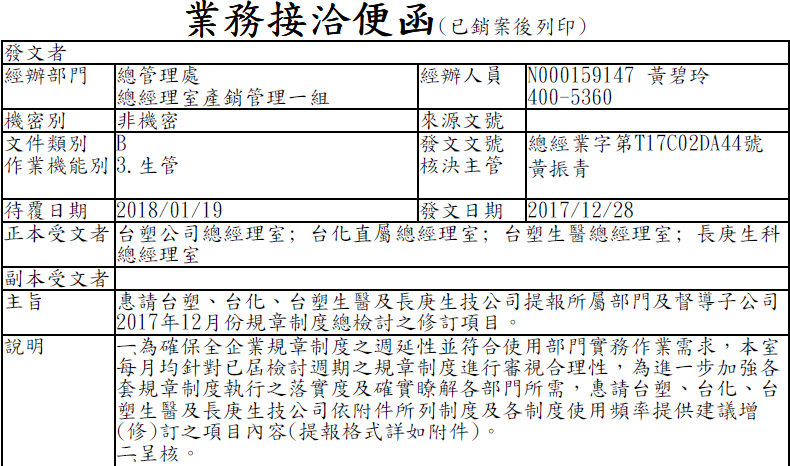 業務接洽便函(已銷案後列印)
發文者
經辦部門 總管理處 經辦人員 N000159147 黃碧玲
總經理室產銷管理一組 400-5360
機密別 非機密 來源文號
文件類別 B 發文文號 總經業字第T17C02DA44號
作業機能別 3.生管 核決主管 黃振青
待覆日期 2018/01/19 發文日期 2017/12/28
正本受文者 台塑公司總經理室; 台化直屬總經理室; 台塑生醫總經理室; 長庚生科
總經理室
副本受文者
主旨 惠請台塑、台化、台塑生醫及長庚生技公司提報所屬部門及督導子公司
2017年12月份規章制度總檢討之修訂項目。
說明 一、為確保全企業規章制度之週延性並符合使用部門實務作業需求，本室
每月均針對已屆檢討週期之規章制度進行審視合理性，為進一步加強各
套規章制度執行之落實度及確實瞭解各部門所需，惠請台塑、台化、台
塑生醫及長庚生技公司依附件所列制度及各制度使用頻率提供建議增
(修)訂之項目內容(提報格式詳如附件)。
二、呈核。